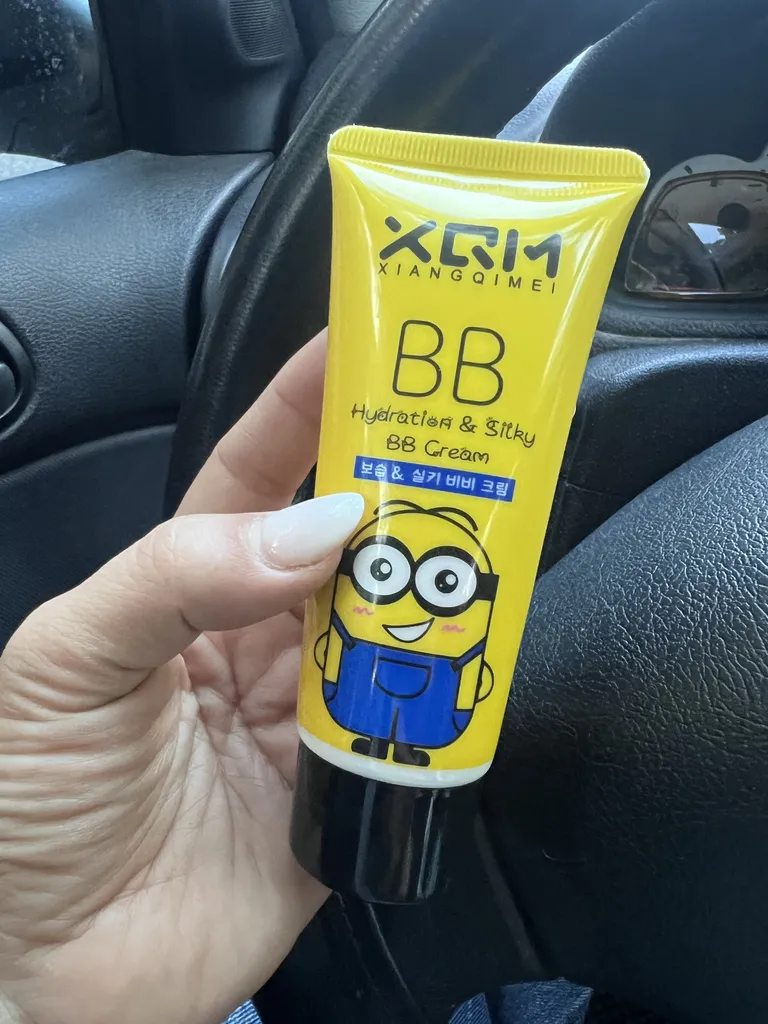 XQM
XIANGQIMEI
BB
Hydration & Silky
BB Cream
보습 & 실키 비비 크림